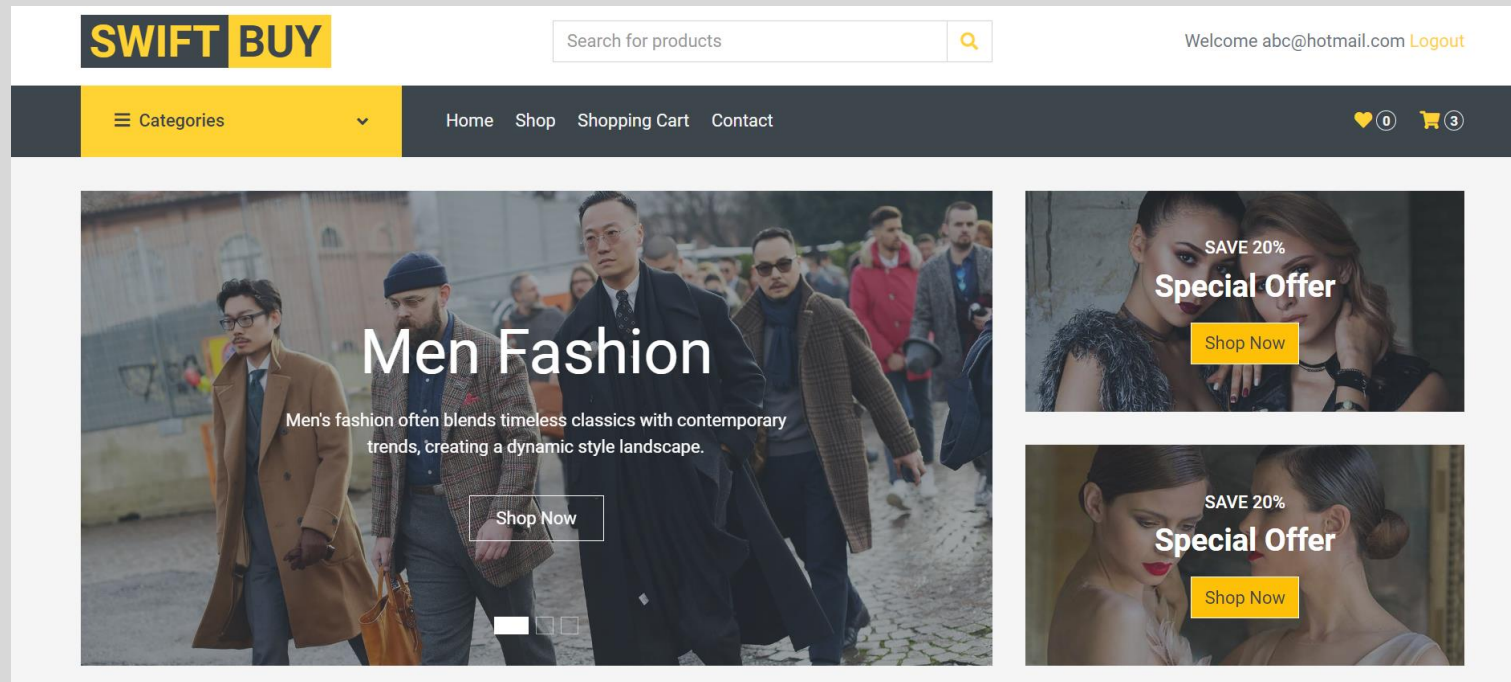 SWIFT BUY
Search for products
Welcome abc@hotmail.com Logout
Categories
Home Shop Shopping Cart Contact
0 3
Men Fashion
Men's fashion often blends timeless classics with contemporary
trends, creating a dynamic style landscape.
Shop Now
SAVE 20%
Special Offer
Shop Now
SAVE 20%
Special Offer
Shop Now